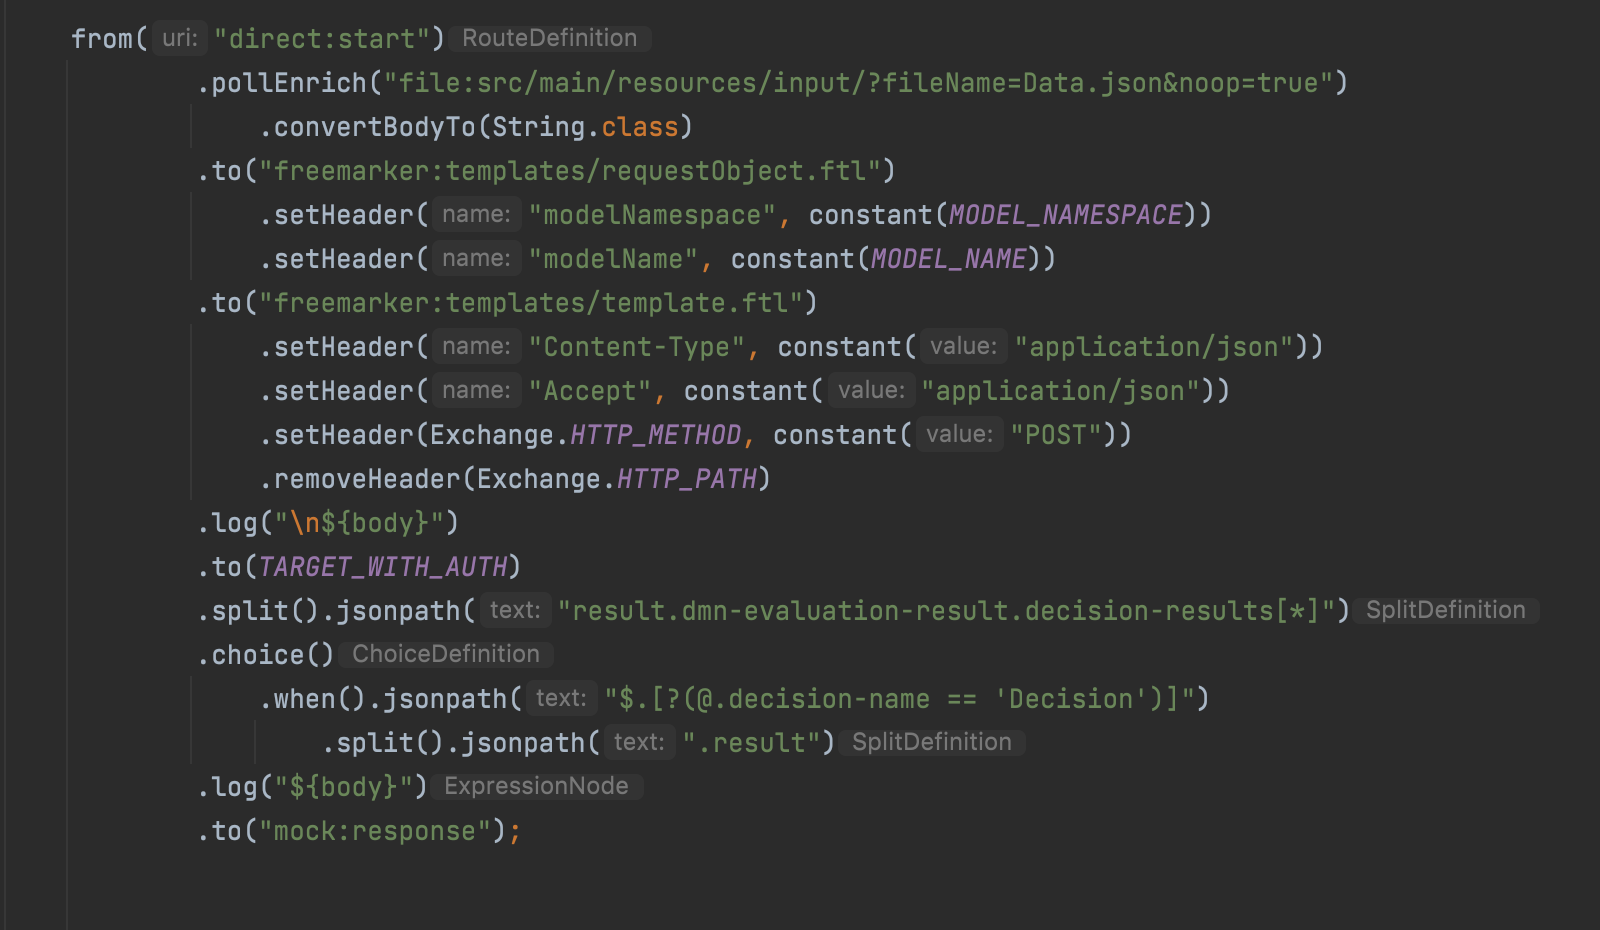 from( uri: "direct:start") RouteDefinition
.pollEnrich("file:src/main/resources/input/?fileName=Data.json&noop=true")
.convertBodyTo(String.class)
.to("freemarker:templates/requestObject.ftl")
.setHeader( name: "modelNamespace", constant(MODEL_NAMESPACE))
.setHeader( name: "modelName", constant(MODEL_NAME))
.to("freemarker:templates/template.ftl")
.setHeader( name: "Content-Type", constant( value: "application/json"))
.setHeader( name: "Accept", constant( value: "application/json"))
.setHeader(Exchange.HTTP_METHOD, constant( value: "POST"))
.removeHeader(Exchange.HTTP_PATH)
.log("\n${body}")
.to(TARGET_WITH_AUTH)
.split().jsonpath( text: "result.dmn-evaluation-result.decision-results[*]") SplitDefinition
.choice() ChoiceDefinition
.when().jsonpath( text: "$.[?(@.decision-name == 'Decision')]")
.split().jsonpath( text: ".result") SplitDefinition
.log("${body}") ExpressionNode
.to("mock:response");